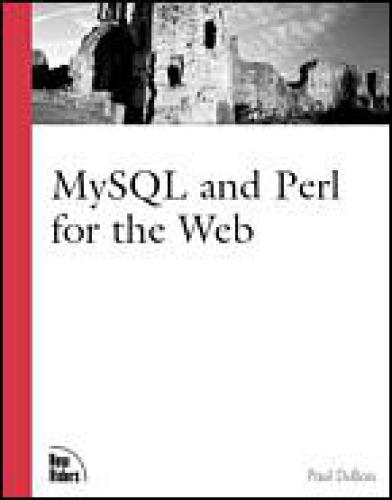 MySQL and Perl
for the Web
New
Riders
Paul DuBois